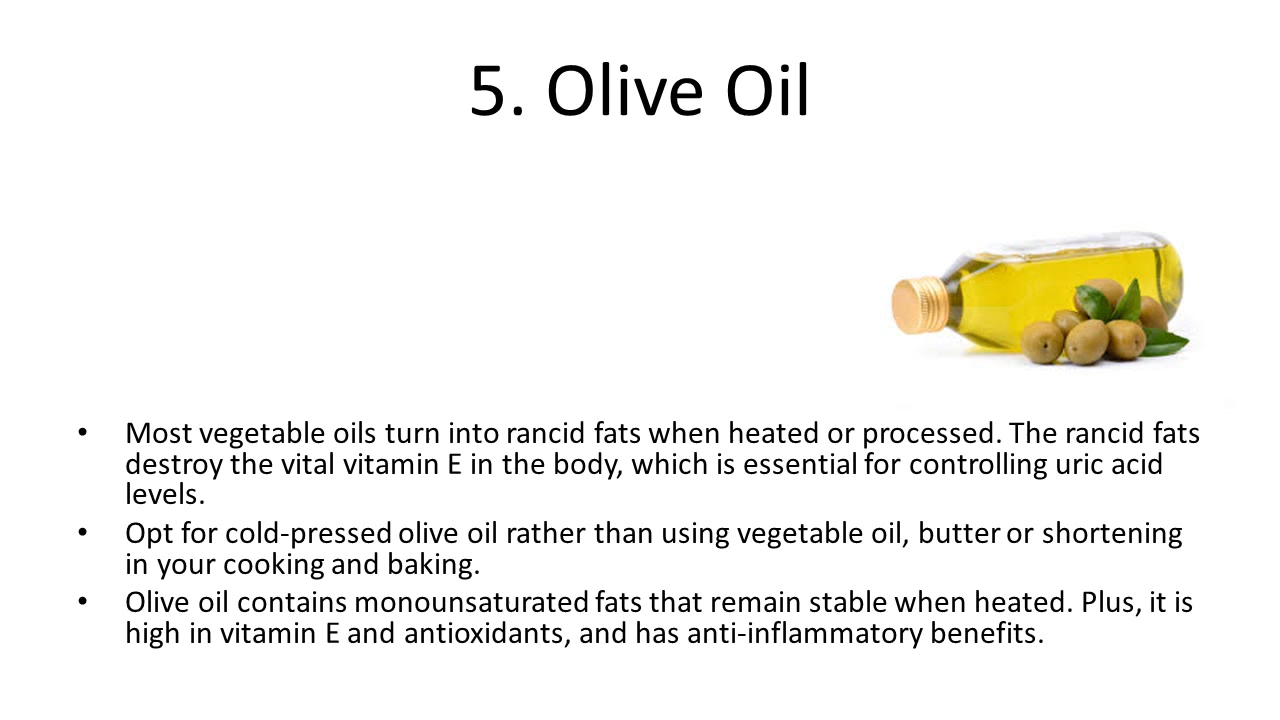 5. Olive Oil
• Most vegetable oils turn into rancid fats when heated or processed. The rancid fats
destroy the vital vitamin E in the body, which is essential for controlling uric acid
levels.
• Opt for cold-pressed olive oil rather than using vegetable oil, butter or shortening
in your cooking and baking.
• Olive oil contains monounsaturated fats that remain stable when heated. Plus, it is
high in vitamin E and antioxidants, and has anti-inflammatory benefits.